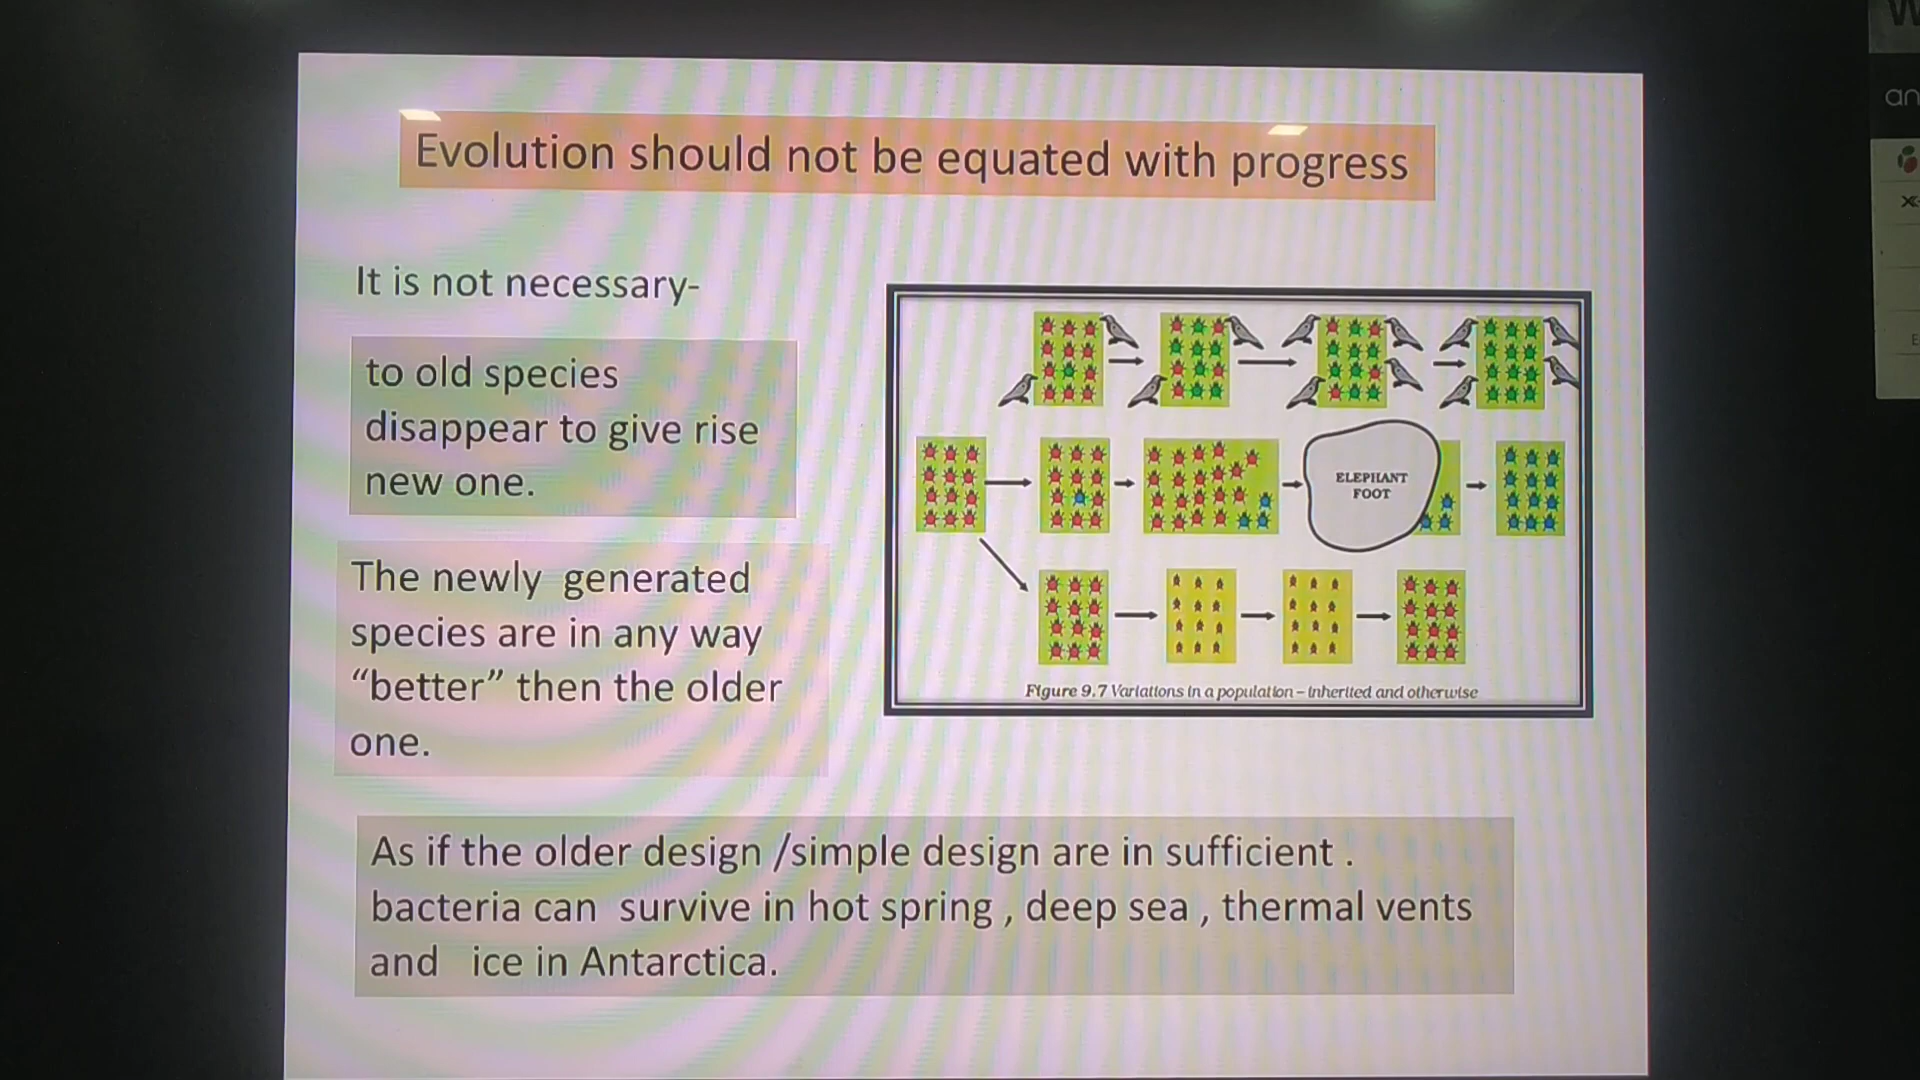 Evolution should not be equated with progress
It is not necessary-
to old species
disappear to give rise
new one.
The newly generated
species are in any way
“better” then the older
one.
ELEPHANT
FOOT
Figure 9.7 Variations in a population – inherited and otherwise
As if the older design /simple design are in sufficient .
bacteria can survive in hot spring , deep sea , thermal vents
and ice in Antarctica.